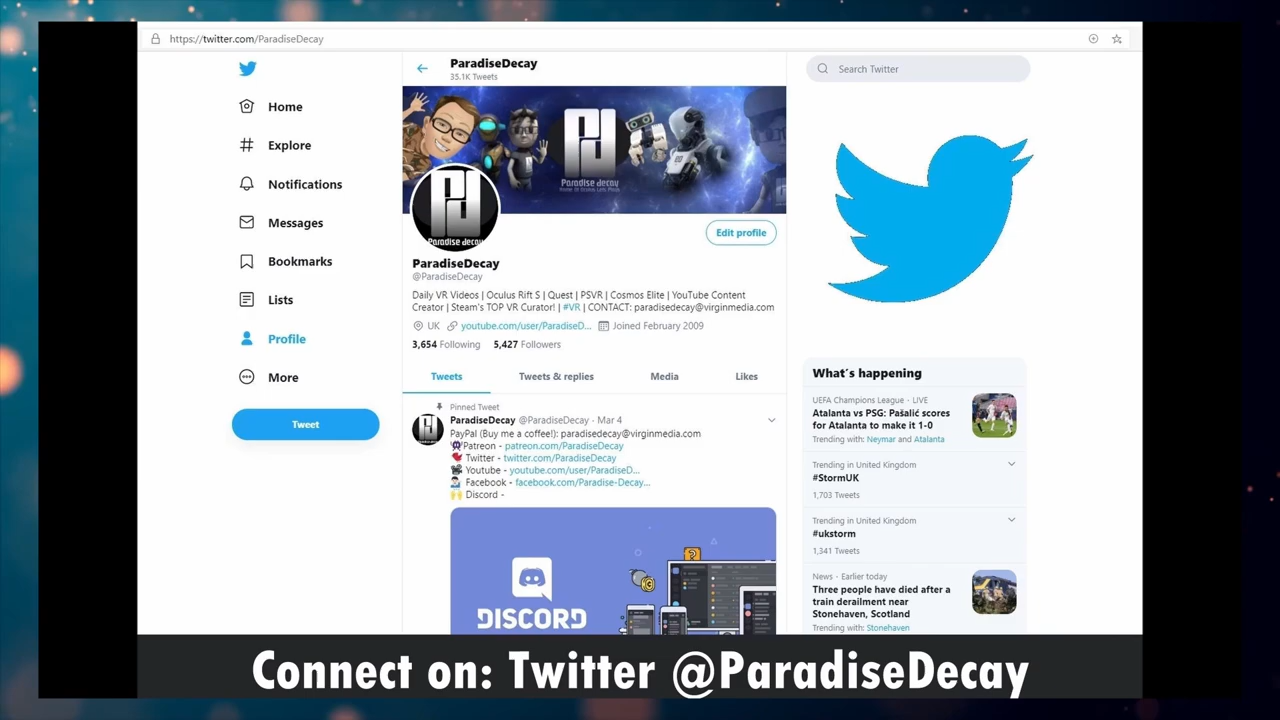 https://twitter.com/ParadiseDecay
Home
Explore
Notifications
Messages
Bookmarks
Lists
Profile
More
Tweet
ParadiseDecay
35.1K Tweets
PD
Paradise decay
PD
Paradise decay
Edit profile
ParadiseDecay
@ParadiseDecay
Daily VR Videos | Oculus Rift S | Quest | PSVR | Cosmos Elite | YouTube Content
Creator | Steam's TOP VR Curator! | #VR | CONTACT: paradisedecay@virginmedia.com
UK youtube.com/user/ParadiseD... Joined February 2009
3,654 Following 5,427 Followers
Tweets Tweets & replies Media Likes
Pinned Tweet
ParadiseDecay @ParadiseDecay · Mar 4
PayPal (Buy me a coffee!): paradisedecay@virginmedia.com
Patreon - patreon.com/ParadiseDecay
Twitter - twitter.com/ParadiseDecay
Youtube - youtube.com/user/ParadiseD...
Facebook - facebook.com/Paradise-Decay...
Discord -
DISCORD
Search Twitter
What's happening
UEFA Champions League · LIVE
Atalanta vs PSG: Pašalić scores
for Atalanta to make it 1-0
Trending with: Neymar and Atalanta
Trending in United Kingdom
#StormUK
1,703 Tweets
Trending in United Kingdom
#ukstorm
1,341 Tweets
News · Earlier today
Three people have died after a
train derailment near
Stonehaven, Scotland
Trending with: Stonehaven
Connect on: Twitter @ParadiseDecay